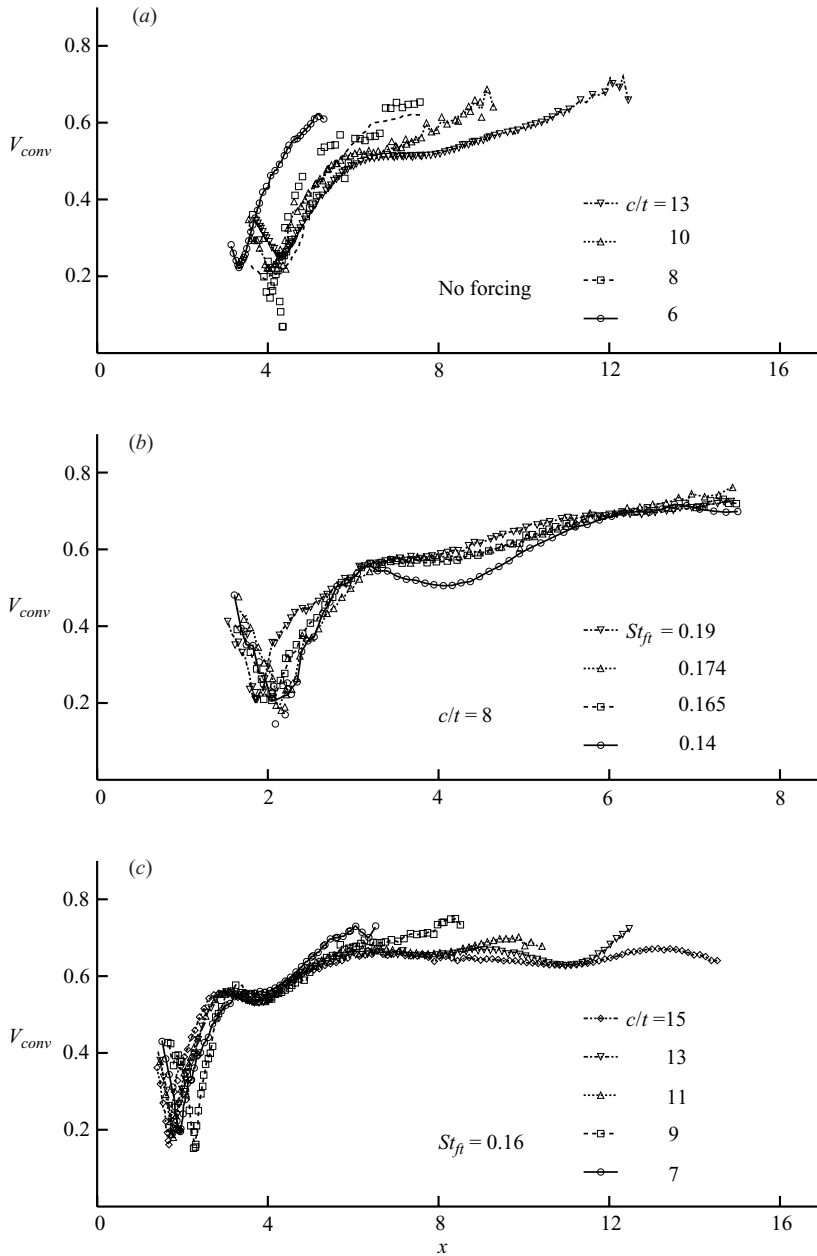 (a)
0.8
0.6
V_conv
0.4
0.2
c/t = 13
10
8
6
No forcing
0 4 8 12 16
(b)
0.8
0.6
V_conv
0.4
0.2
St_ft = 0.19
0.174
0.165
0.14
c/t = 8
0 2 4 6 8
(c)
0.8
0.6
V_conv
0.4
0.2
c/t = 15
13
11
9
7
St_ft = 0.16
0 4 8 12 16
x